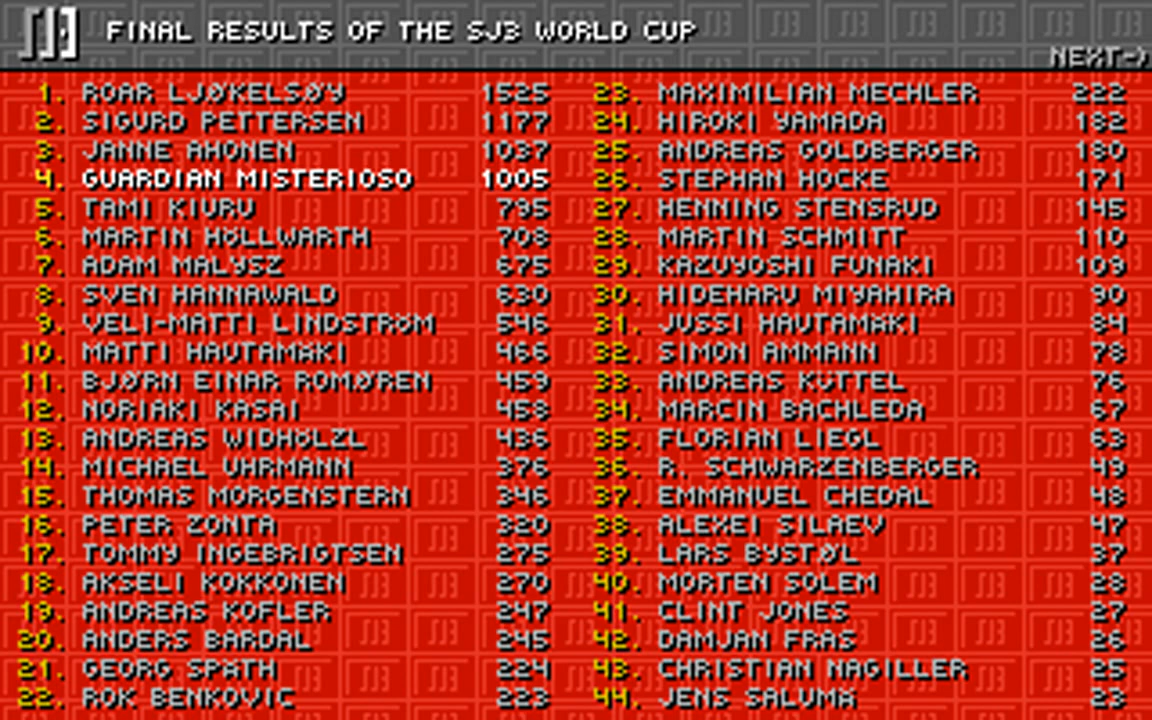 FINAL RESULTS OF THE SJ3 WORLD CUP
NEXT->
1. ROAR LJØKELSØY 1525
2. SIGURD PETTERSEN 1177
3. JANNE AHONEN 1037
4. GUARDIAN MISTERIOSO 1005
5. TAMI KIURU 795
6. MARTIN HÖLLWARTH 708
7. ADAM MALYSZ 675
8. SVEN HANNAWALD 630
9. VELI-MATTI LINDSTRÖM 546
10. MATTI HAUTAMÄKI 466
11. BJØRN EINAR ROMØREN 459
12. NORIAKI KASAI 458
13. ANDREAS WIDHÖLZL 436
14. MICHAEL UHRMANN 376
15. THOMAS MORGENSTERN 346
16. PETER ZONTA 320
17. TOMMY INGEBRIGTSEN 275
18. AKSELI KOKKONEN 270
19. ANDREAS KOFLER 247
20. ANDERS BARDAL 245
21. GEORG SPÄTH 224
22. ROK BENKOVIC 223
23. MAXIMILIAN MECHLER 222
24. HIROKI YAMADA 182
25. ANDREAS GOLDBERGER 180
26. STEPHAN HOCKE 171
27. HENNING STENSRUD 145
28. MARTIN SCHMITT 110
29. KAZUYOSHI FUNAKI 109
30. HIDEHARU MIYAHIRA 90
31. JUSSI HAUTAMÄKI 84
32. SIMON AMMANN 78
33. ANDREAS KÜTTEL 76
34. MARCIN BACHLEDA 67
35. FLORIAN LIEGL 63
36. R. SCHWARZENBERGER 49
37. EMMANUEL CHEDAL 48
38. ALEXEI SILAEV 47
39. LARS BYSTØL 37
40. MORTEN SOLEM 28
41. CLINT JONES 27
42. DAMJAN FRAS 26
43. CHRISTIAN NAGILLER 25
44. JENS SALUMÄ 23